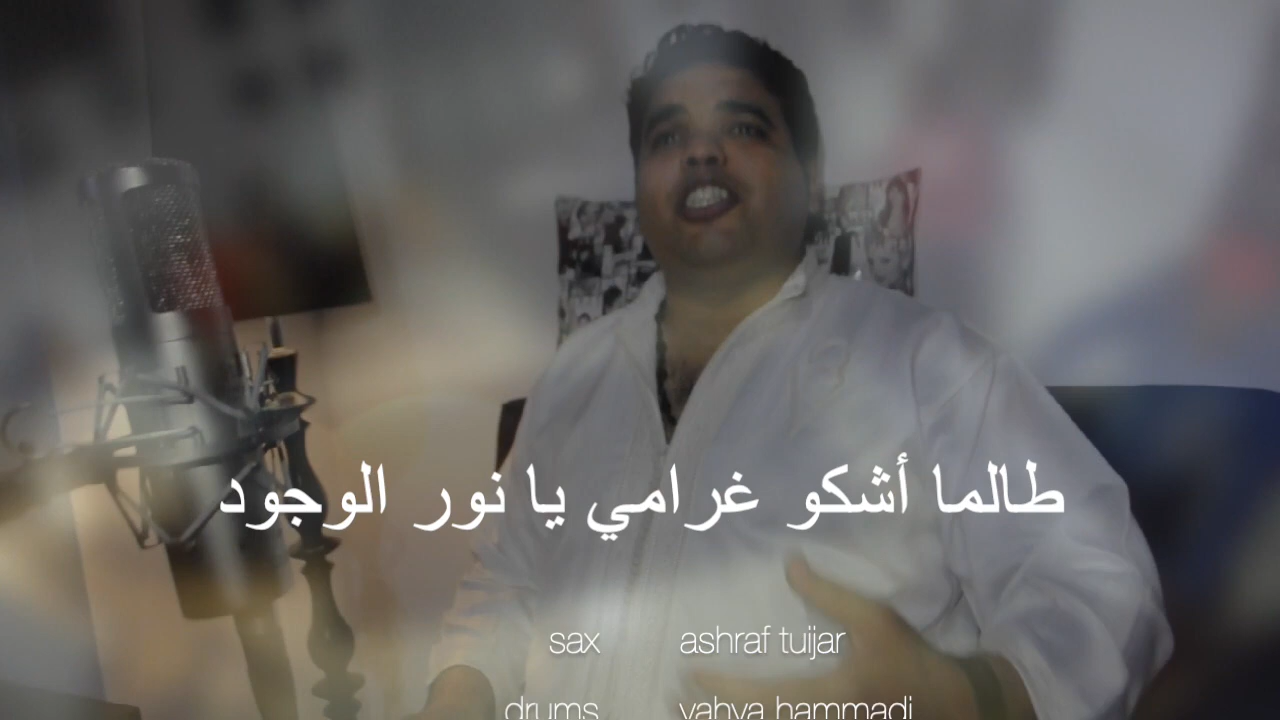 طالما أشكو غرامي يا نور الوجود
sax ashraf tuijar
drums yahya hammadi